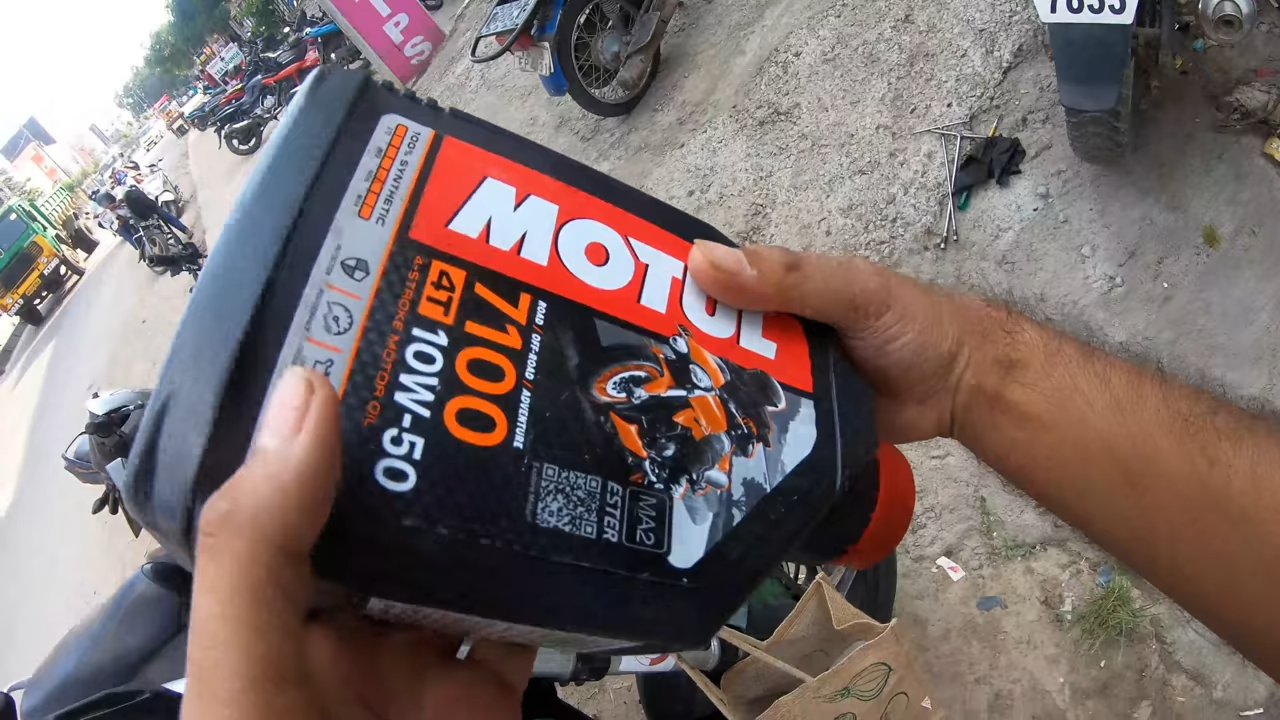 MOTUL
ROAD / OFF-ROAD / ADVENTURE
7100
4T 10W-50
4-STROKE MOTOR OIL
100% SYNTHETIC
ESTER
MA2
7633